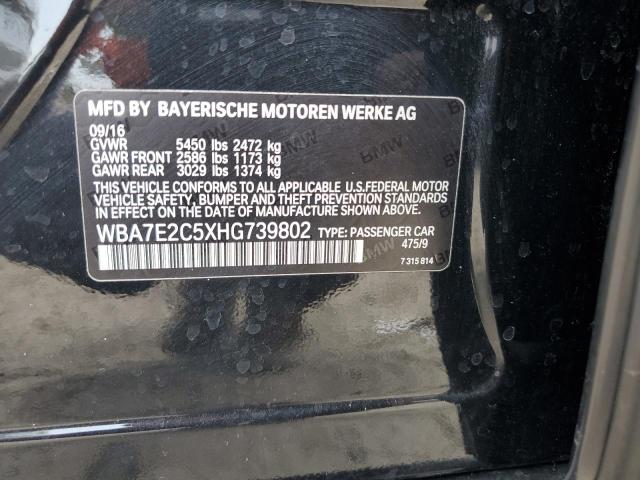 MFD BY BAYERISCHE MOTOREN WERKE AG
09/16
GVWR 5450 lbs 2472 kg
GAWR FRONT 2586 lbs 1173 kg
GAWR REAR 3029 lbs 1374 kg
THIS VEHICLE CONFORMS TO ALL APPLICABLE U.S.FEDERAL MOTOR
VEHICLE SAFETY, BUMPER AND THEFT PREVENTION STANDARDS
IN EFFECT ON THE DATE OF MANUFACTURE SHOWN ABOVE.
WBA7E2C5XHG739802 TYPE: PASSENGER CAR
475/9
7 315 814